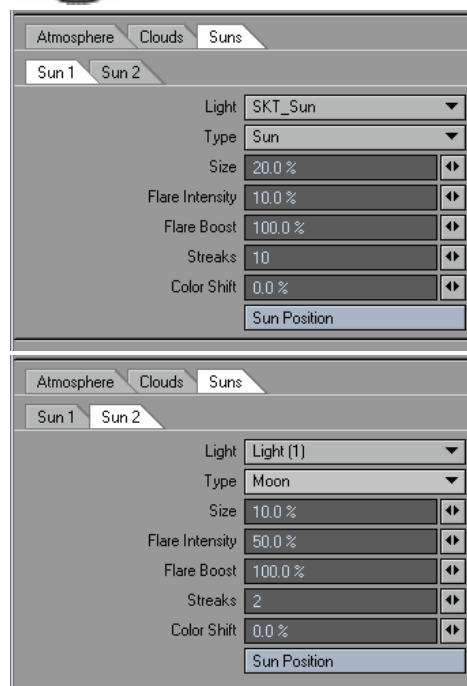 Atmosphere Clouds Suns
Sun 1 Sun 2
Light SKT_Sun
Type Sun
Size 20.0 %
Flare Intensity 10.0 %
Flare Boost 100.0 %
Streaks 10
Color Shift 0.0 %
Sun Position
Atmosphere Clouds Suns
Sun 1 Sun 2
Light Light (1)
Type Moon
Size 10.0 %
Flare Intensity 50.0 %
Flare Boost 100.0 %
Streaks 2
Color Shift 0.0 %
Sun Position